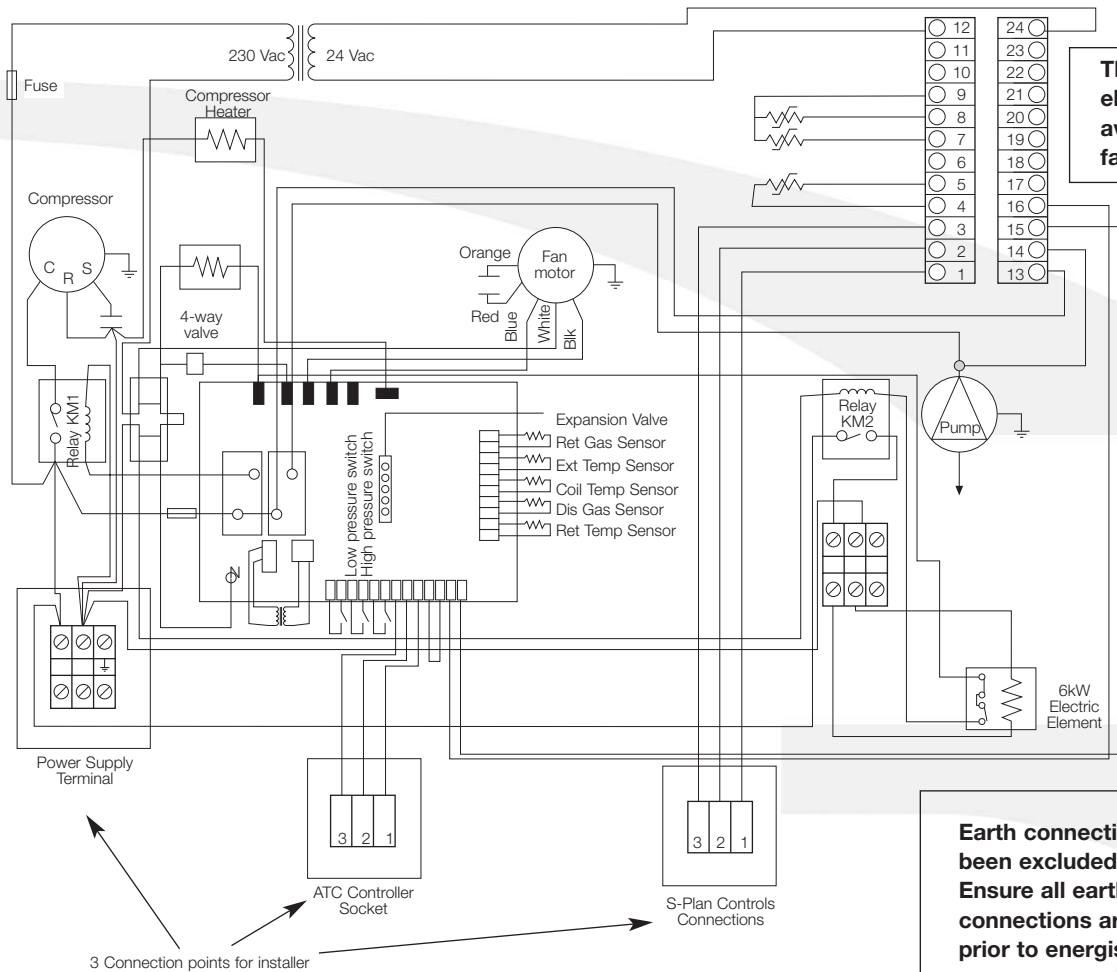 230 Vac
24 Vac
Fuse
Compressor
Heater
Compressor
C
R
S
4-way
valve
Orange
Red
Fan
motor
Blue
White
Blk
12
11
10
9
8
7
6
5
4
3
2
1
24
23
22
21
20
19
18
17
16
15
14
13
Relay KM1
Expansion Valve
Ret Gas Sensor
Ext Temp Sensor
Coil Temp Sensor
Dis Gas Sensor
Ret Temp Sensor
Low pressure switch
High pressure switch
N
Relay
KM2
Pump
6kW
Electric
Element
Power Supply
Terminal
3 2 1
ATC Controller
Socket
3 2 1
S-Plan Controls
Connections
3 Connection points for installer
Earth connecti
been excluded
Ensure all eart
connections a
prior to energis